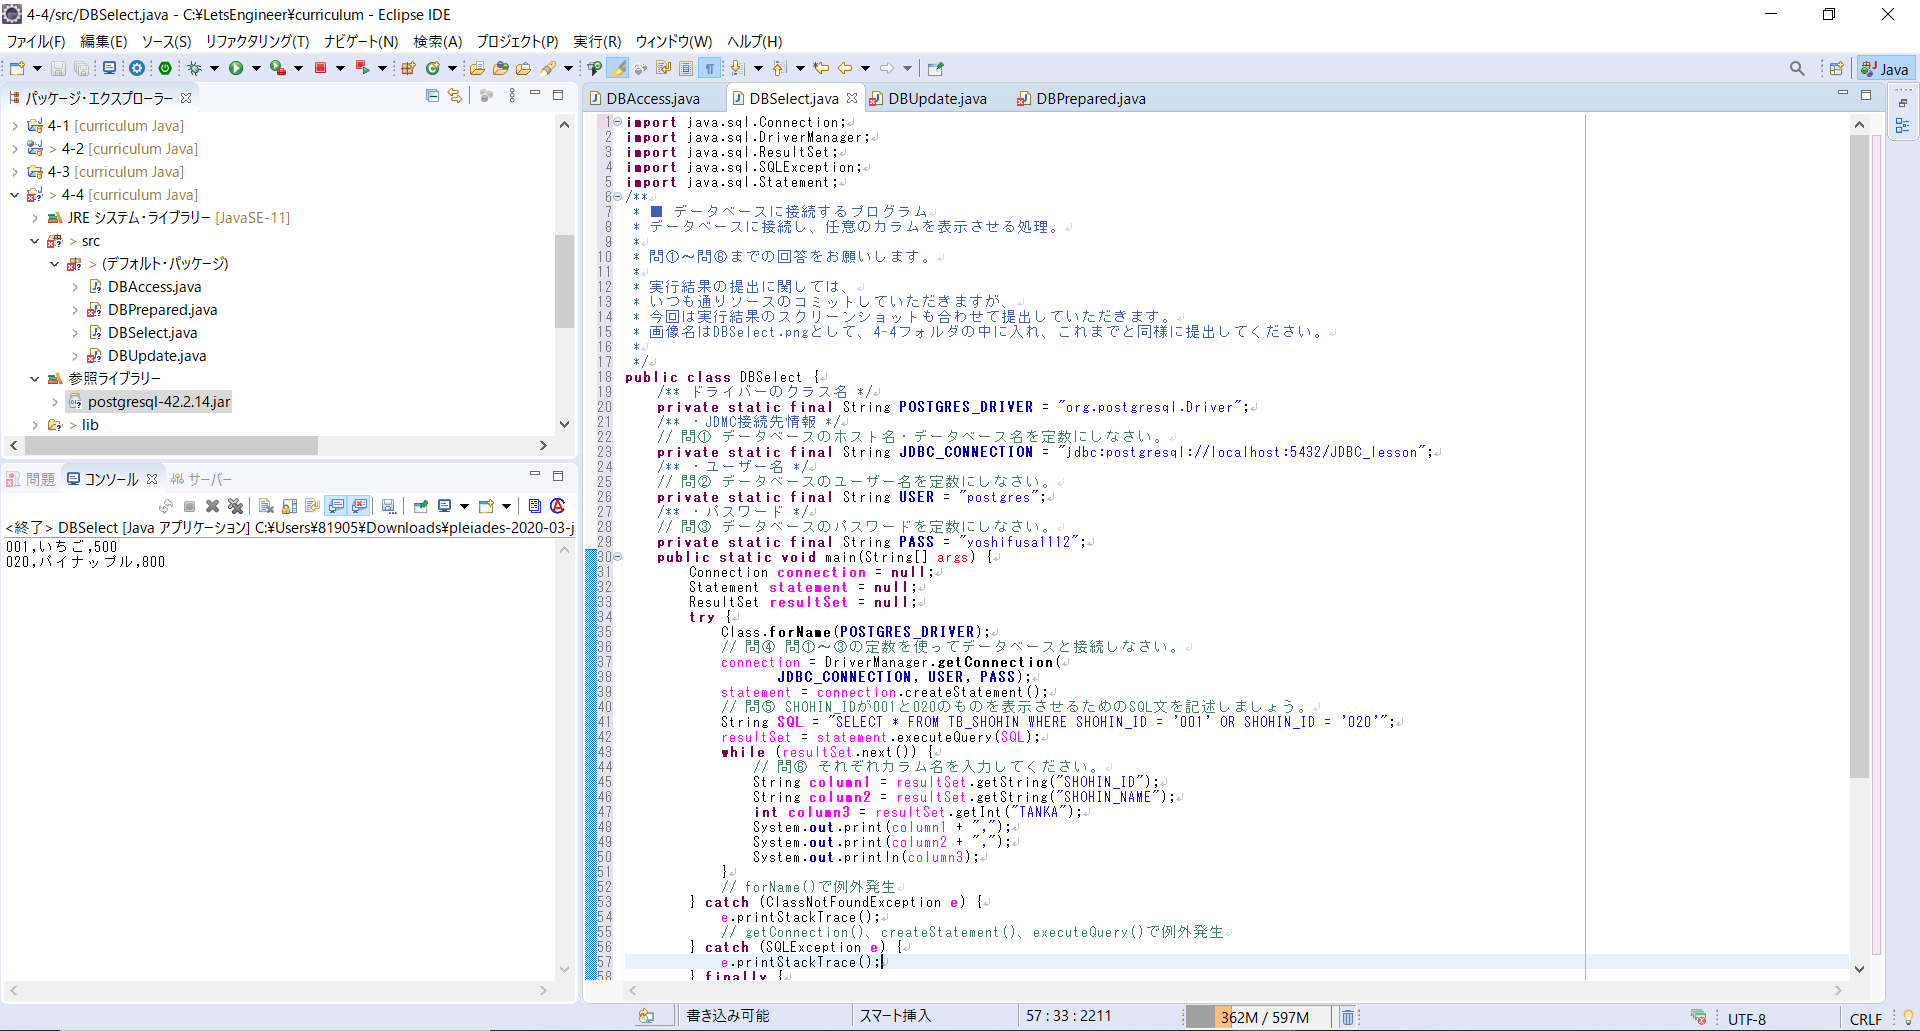 4-4/src/DBSelect.java - C:¥LetsEngineer¥curriculum - Eclipse IDE
ファイル(F) 編集(E) ソース(S) リファクタリング(T) ナビゲート(N) 検索(A) プロジェクト(P) 実行(R) ウィンドウ(W) ヘルプ(H)
Java
パッケージ・エクスプローラー
4-1 [curriculum Java]
> 4-2 [curriculum Java]
4-3 [curriculum Java]
> 4-4 [curriculum Java]
JRE システム・ライブラリー [JavaSE-11]
> src
> (デフォルト・パッケージ)
DBAccess.java
DBPrepared.java
DBSelect.java
DBUpdate.java
参照ライブラリー
postgresql-42.2.14.jar
> lib
問題 コンソール サーバー
<終了> DBSelect [Java アプリケーション] C:¥Users¥81905¥Downloads¥pleiades-2020-03-j
001,いちご,500
020,パイナップル,800
DBAccess.java DBSelect.java DBUpdate.java DBPrepared.java
1 import java.sql.Connection;
2 import java.sql.DriverManager;
3 import java.sql.ResultSet;
4 import java.sql.SQLException;
5 import java.sql.Statement;
6 /**
7 * ■ データベースに接続するプログラム
8 * データベースに接続し、任意のカラムを表示させる処理。
9 *
10 * 問①～問⑥までの回答をお願いします。
11 *
12 * 実行結果の提出に関しては、
13 * いつも通りソースのコミットしていただきますが、
14 * 今回は実行結果のスクリーンショットも合わせて提出していただきます。
15 * 画像名はDBSelect.pngとして、4-4フォルダの中に入れ、これまでと同様に提出してください。
16 *
17 */
18 public class DBSelect {
19 /** ドライバーのクラス名 */
20 private static final String POSTGRES_DRIVER = "org.postgresql.Driver";
21 /** ・JDMC接続先情報 */
22 // 問① データベースのホスト名・データベース名を定数にしなさい。
23 private static final String JDBC_CONNECTION = "jdbc:postgresql://localhost:5432/JDBC_lesson";
24 /** ・ユーザー名 */
25 // 問② データベースのユーザー名を定数にしなさい。
26 private static final String USER = "postgres";
27 /** ・パスワード */
28 // 問③ データベースのパスワードを定数にしなさい。
29 private static final String PASS = "yoshifusa1112";
30 public static void main(String[] args) {
31 Connection connection = null;
32 Statement statement = null;
33 ResultSet resultSet = null;
34 try {
35 Class.forName(POSTGRES_DRIVER);
36 // 問④ 問①～③の定数を使ってデータベースと接続しなさい。
37 connection = DriverManager.getConnection(
38 JDBC_CONNECTION, USER, PASS);
39 statement = connection.createStatement();
40 // 問⑤ SHOHIN_IDが001と020のものを表示させるためのSQL文を記述しましょう。
41 String SQL = "SELECT * FROM TB_SHOHIN WHERE SHOHIN_ID = '001' OR SHOHIN_ID = '020'";
42 resultSet = statement.executeQuery(SQL);
43 while (resultSet.next()) {
44 // 問⑥ それぞれカラム名を入力してください。
45 String column1 = resultSet.getString("SHOHIN_ID");
46 String column2 = resultSet.getString("SHOHIN_NAME");
47 int column3 = resultSet.getInt("TANKA");
48 System.out.print(column1 + ",");
49 System.out.print(column2 + ",");
50 System.out.println(column3);
51 }
52 // forName()で例外発生
53 } catch (ClassNotFoundException e) {
54 e.printStackTrace();
55 // getConnection()、createStatement()、executeQuery()で例外発生
56 } catch (SQLException e) {
57 e.printStackTrace();
58 } finally {
書き込み可能 スマート挿入 57 : 33 : 2211 362M / 597M UTF-8 CRLF